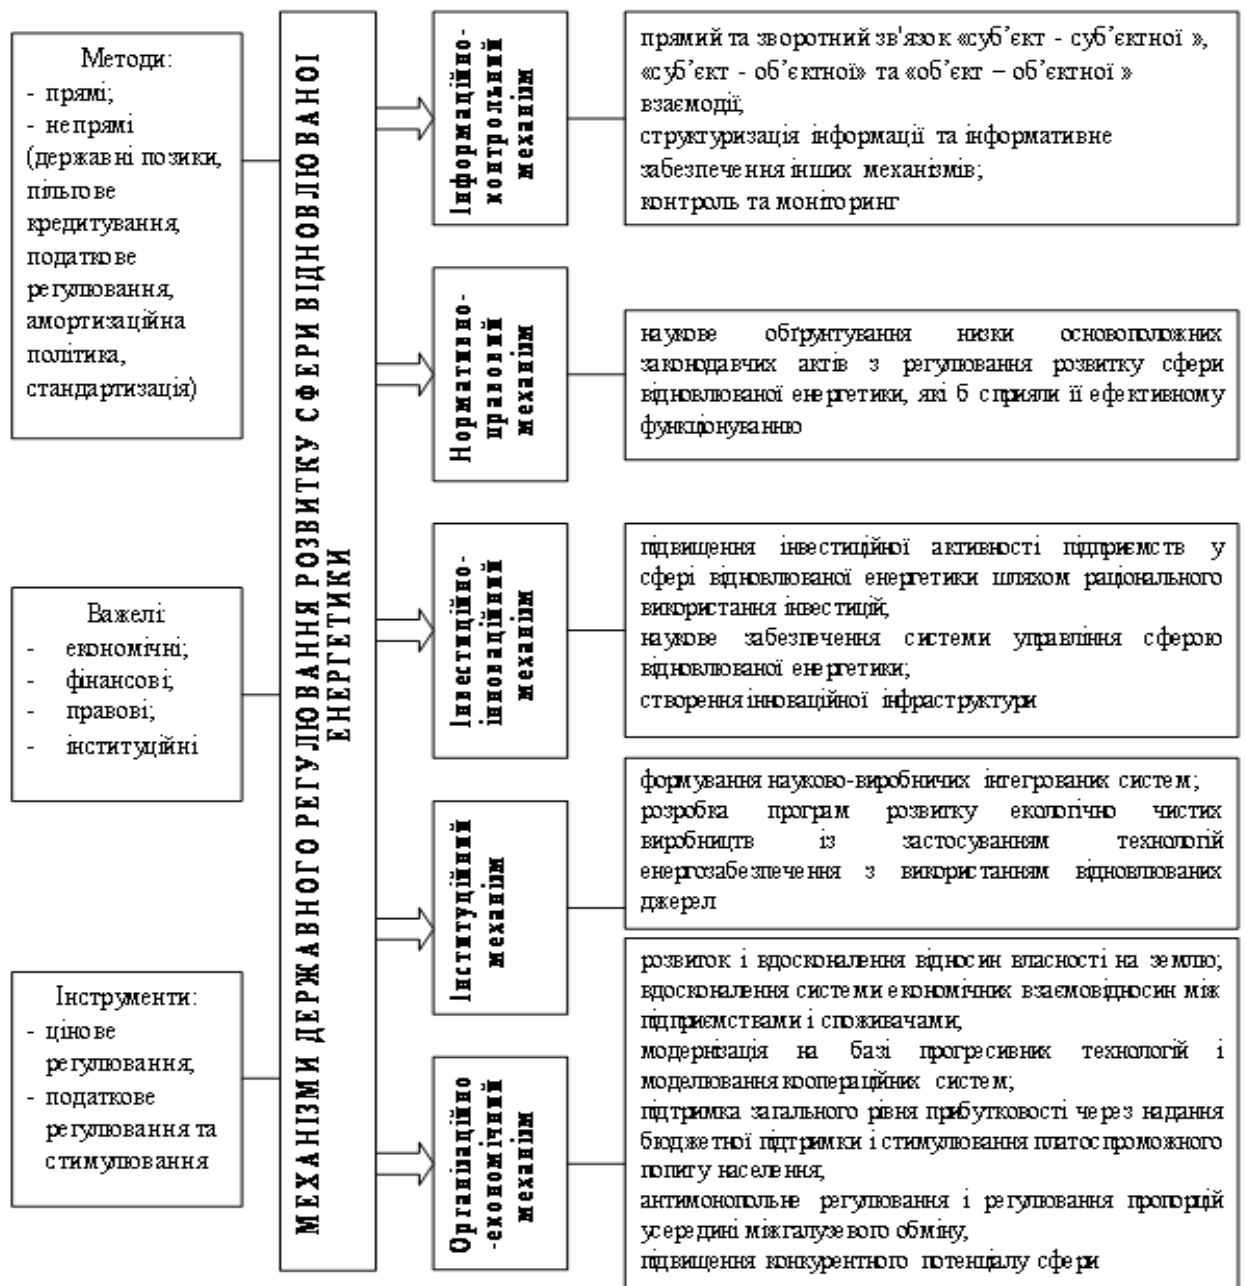 Методи:
- прямі;
- непрямі
(державні позики,
пільгове
кредитування,
податкове
регулювання,
амортизаційна
політика,
стандартизація)
Важелі
- економічні;
- фінансові;
- правові;
- інституційні
Інструменти:
- цінове
регулювання;
- податкове
регулювання та
стимулювання
МЕХАНІЗМИ ДЕРЖАВНОГО РЕГУЛЮВАННЯ РОЗВИТКУ СФЕРИ ВІДНОВЛЮВАНОЇ
ЕНЕРГЕТИКИ
Інформаційно-
контрольний
механізм
прямий та зворотний зв'язок «суб’єкт - суб’єктної »,
«суб’єкт - об’єктної» та «об’єкт – об’єктної »
взаємодії;
структуризація інформації та інформативне
забезпечення інших механізмів;
контроль та моніторинг
Нормативно-
правовий
механізм
наукове обґрунтування низки основоположних
законодавчих актів з регулювання розвитку сфери
відновлюваної енергетики, які б сприяли її ефективному
функціонуванню
Інвестиційно-
інноваційний
механізм
підвищення інвестиційної активності підприємств у
сфері відновлюваної енергетики шляхом раціонального
використання інвестицій;
наукове забезпечення системи управління сферою
відновлюваної енергетики;
створення інноваційної інфраструктури
Інституційний
механізм
формування науково-виробничих інтегрованих систем;
розробка програм розвитку екологічно чистих
виробництв із застосуванням технологій
енергозабезпечення з використанням відновлюваних
джерел
Організаційно
-економічний
механізм
розвиток і вдосконалення відносин власності на землю;
вдосконалення системи економічних взаємовідносин між
підприємствами і споживачами;
модернізація на базі прогресивних технологій і
моделювання коопераційних систем;
підтримка загального рівня прибутковості через надання
бюджетної підтримки і стимулювання платоспроможного
попиту населення;
антимонопольне регулювання і регулювання пропорцій
усередині міжгалузевого обміну;
підвищення конкурентного потенціалу сфери